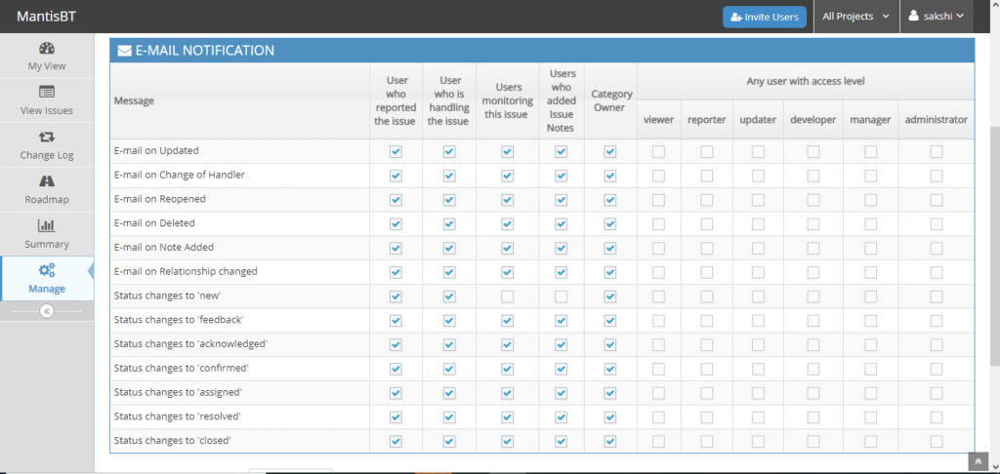 MantisBT
Invite Users
All Projects
sakshi
My View
View Issues
Change Log
Roadmap
Summary
Manage
E-MAIL NOTIFICATION
Message
User
who
reported
the issue
User
who is
handling
the issue
Users
monitoring
this issue
Users
who
added
Issue
Notes
Category
Owner
Any user with access level
viewer
reporter
updater
developer
manager
administrator
E-mail on Updated
E-mail on Change of Handler
E-mail on Reopened
E-mail on Deleted
E-mail on Note Added
E-mail on Relationship changed
Status changes to 'new'
Status changes to 'feedback'
Status changes to 'acknowledged'
Status changes to 'confirmed'
Status changes to 'assigned'
Status changes to 'resolved'
Status changes to 'closed'